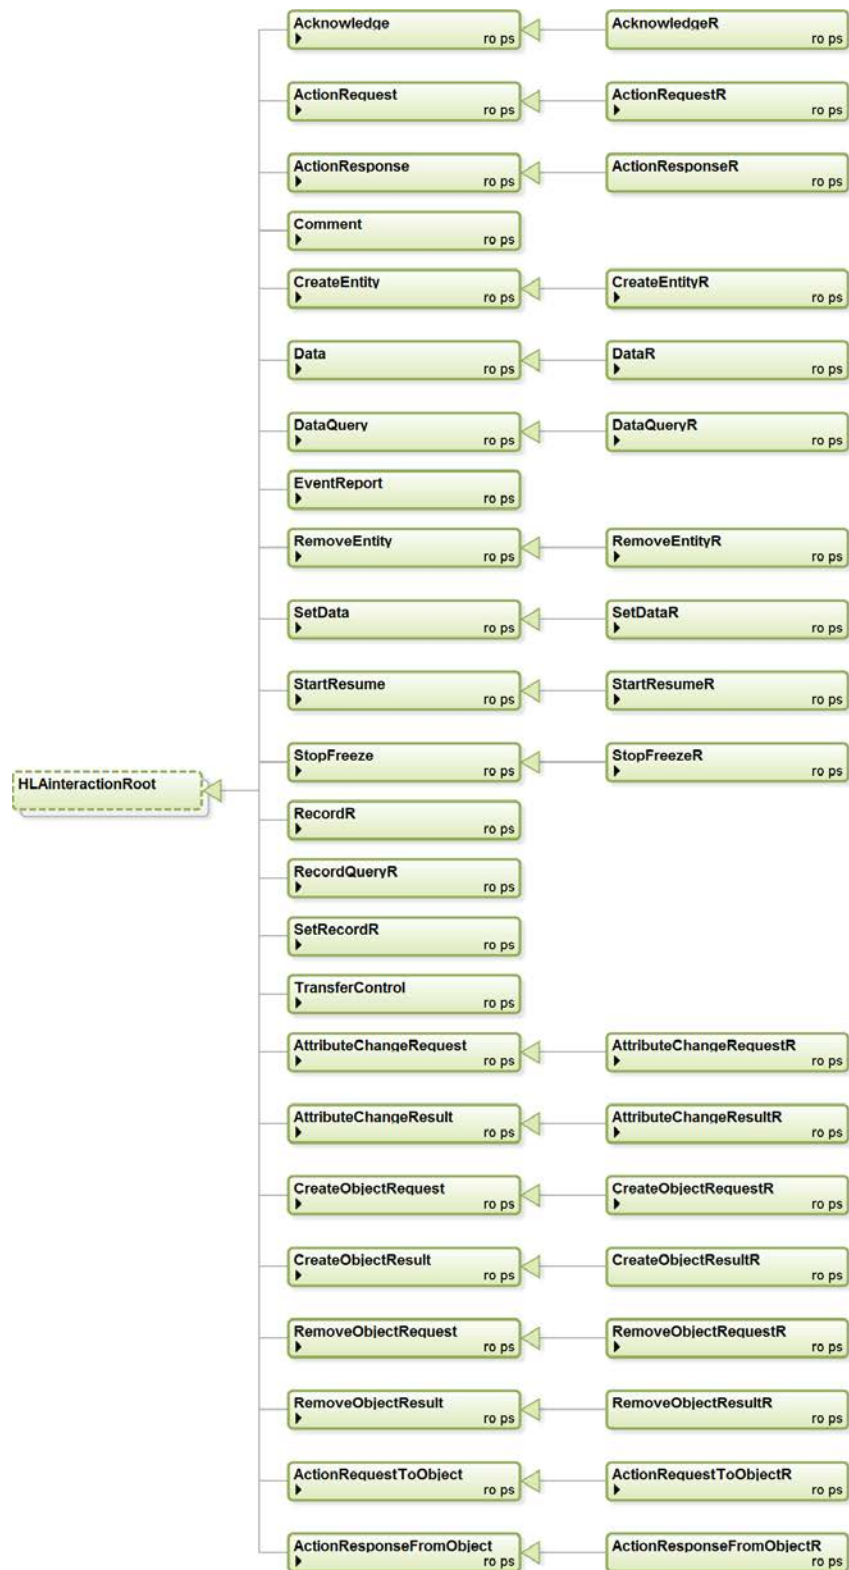 Acknowledge
ro ps
AcknowledgeR
ro ps
ActionRequest
ro ps
ActionRequestR
ro ps
ActionResponse
ro ps
ActionResponseR
ro ps
Comment
ro ps
CreateEntity
ro ps
CreateEntityR
ro ps
Data
ro ps
DataR
ro ps
DataQuery
ro ps
DataQueryR
ro ps
EventReport
ro ps
RemoveEntity
ro ps
RemoveEntityR
ro ps
SetData
ro ps
SetDataR
ro ps
StartResume
ro ps
StartResumeR
ro ps
StopFreeze
ro ps
StopFreezeR
ro ps
HLAinteractionRoot
RecordR
ro ps
RecordQueryR
ro ps
SetRecordR
ro ps
TransferControl
ro ps
AttributeChangeRequest
ro ps
AttributeChangeRequestR
ro ps
AttributeChangeResult
ro ps
AttributeChangeResultR
ro ps
CreateObjectRequest
ro ps
CreateObjectRequestR
ro ps
CreateObjectResult
ro ps
CreateObjectResultR
ro ps
RemoveObjectRequest
ro ps
RemoveObjectRequestR
ro ps
RemoveObjectResult
ro ps
RemoveObjectResultR
ro ps
ActionRequestToObject
ro ps
ActionRequestToObjectR
ro ps
ActionResponseFromObject
ro ps
ActionResponseFromObjectR
ro ps